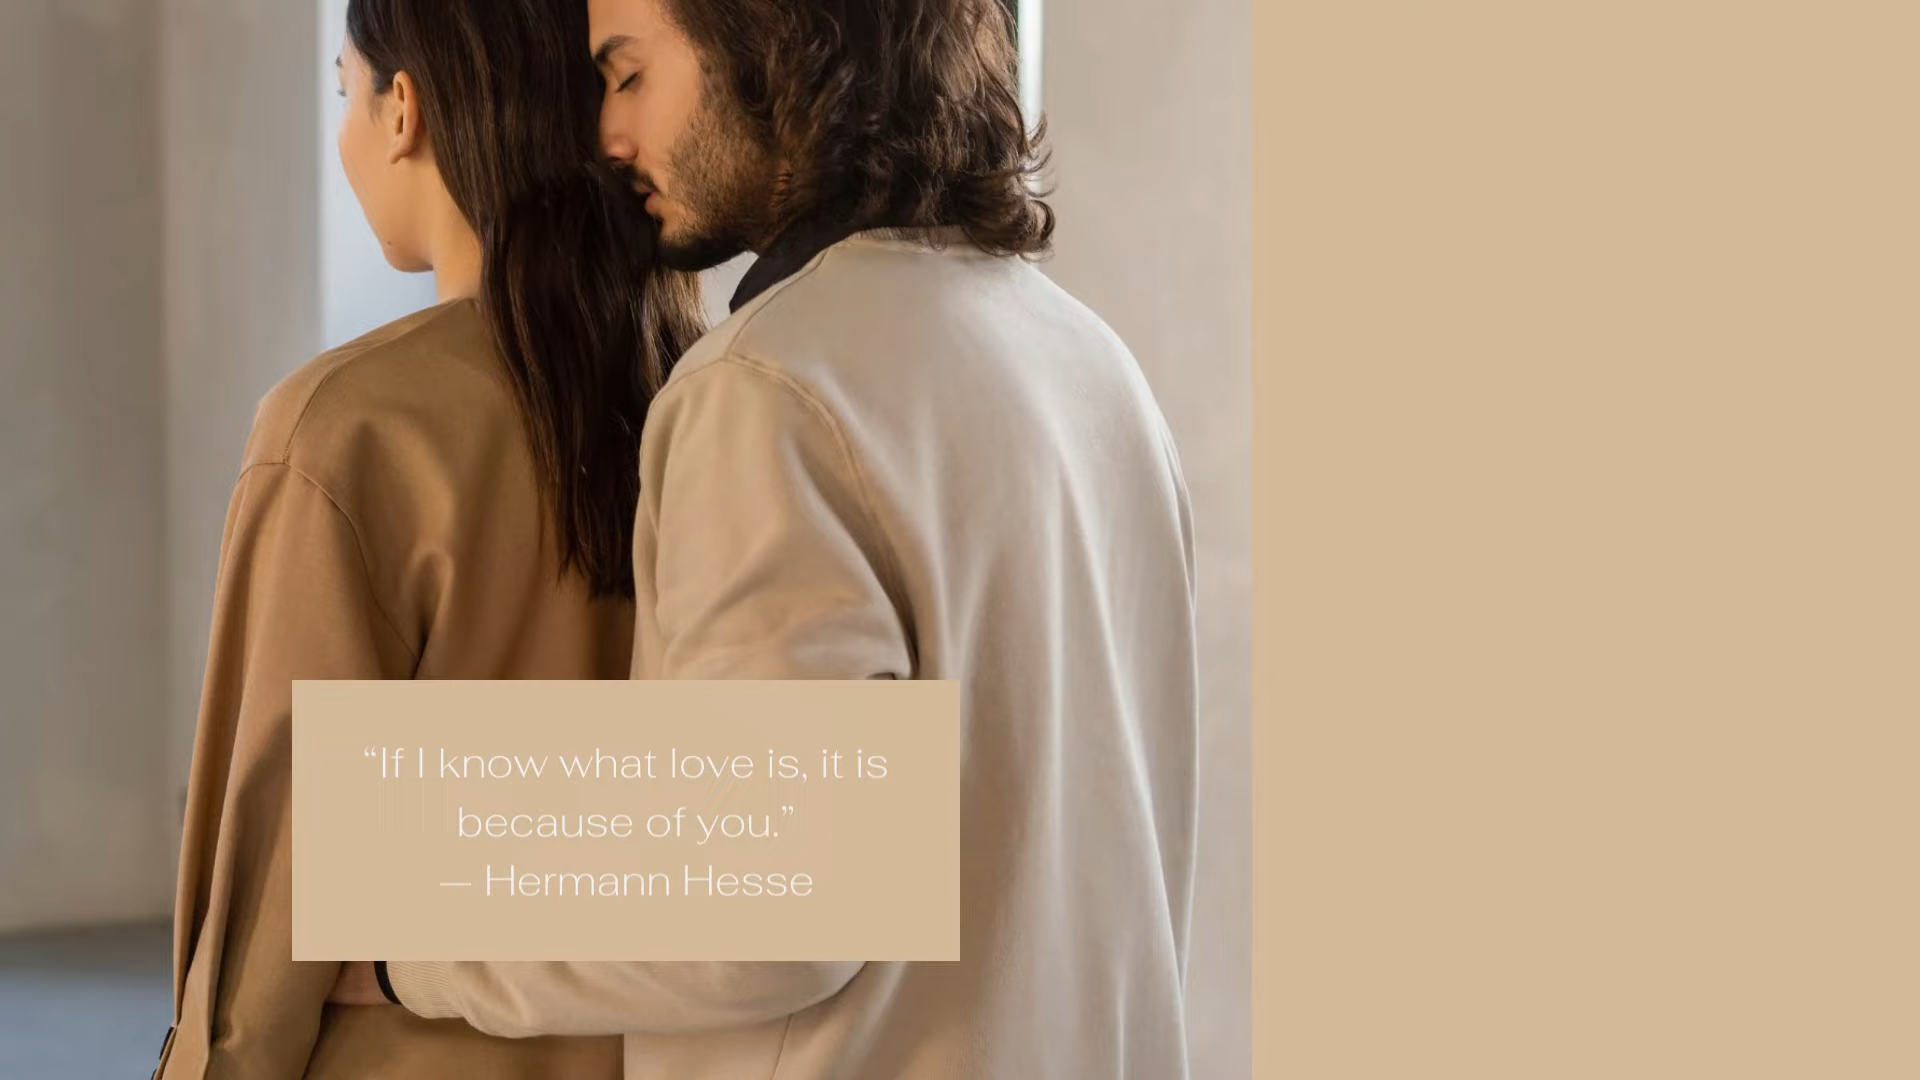 “If I know what love is, it is
because of you.”
— Hermann Hesse